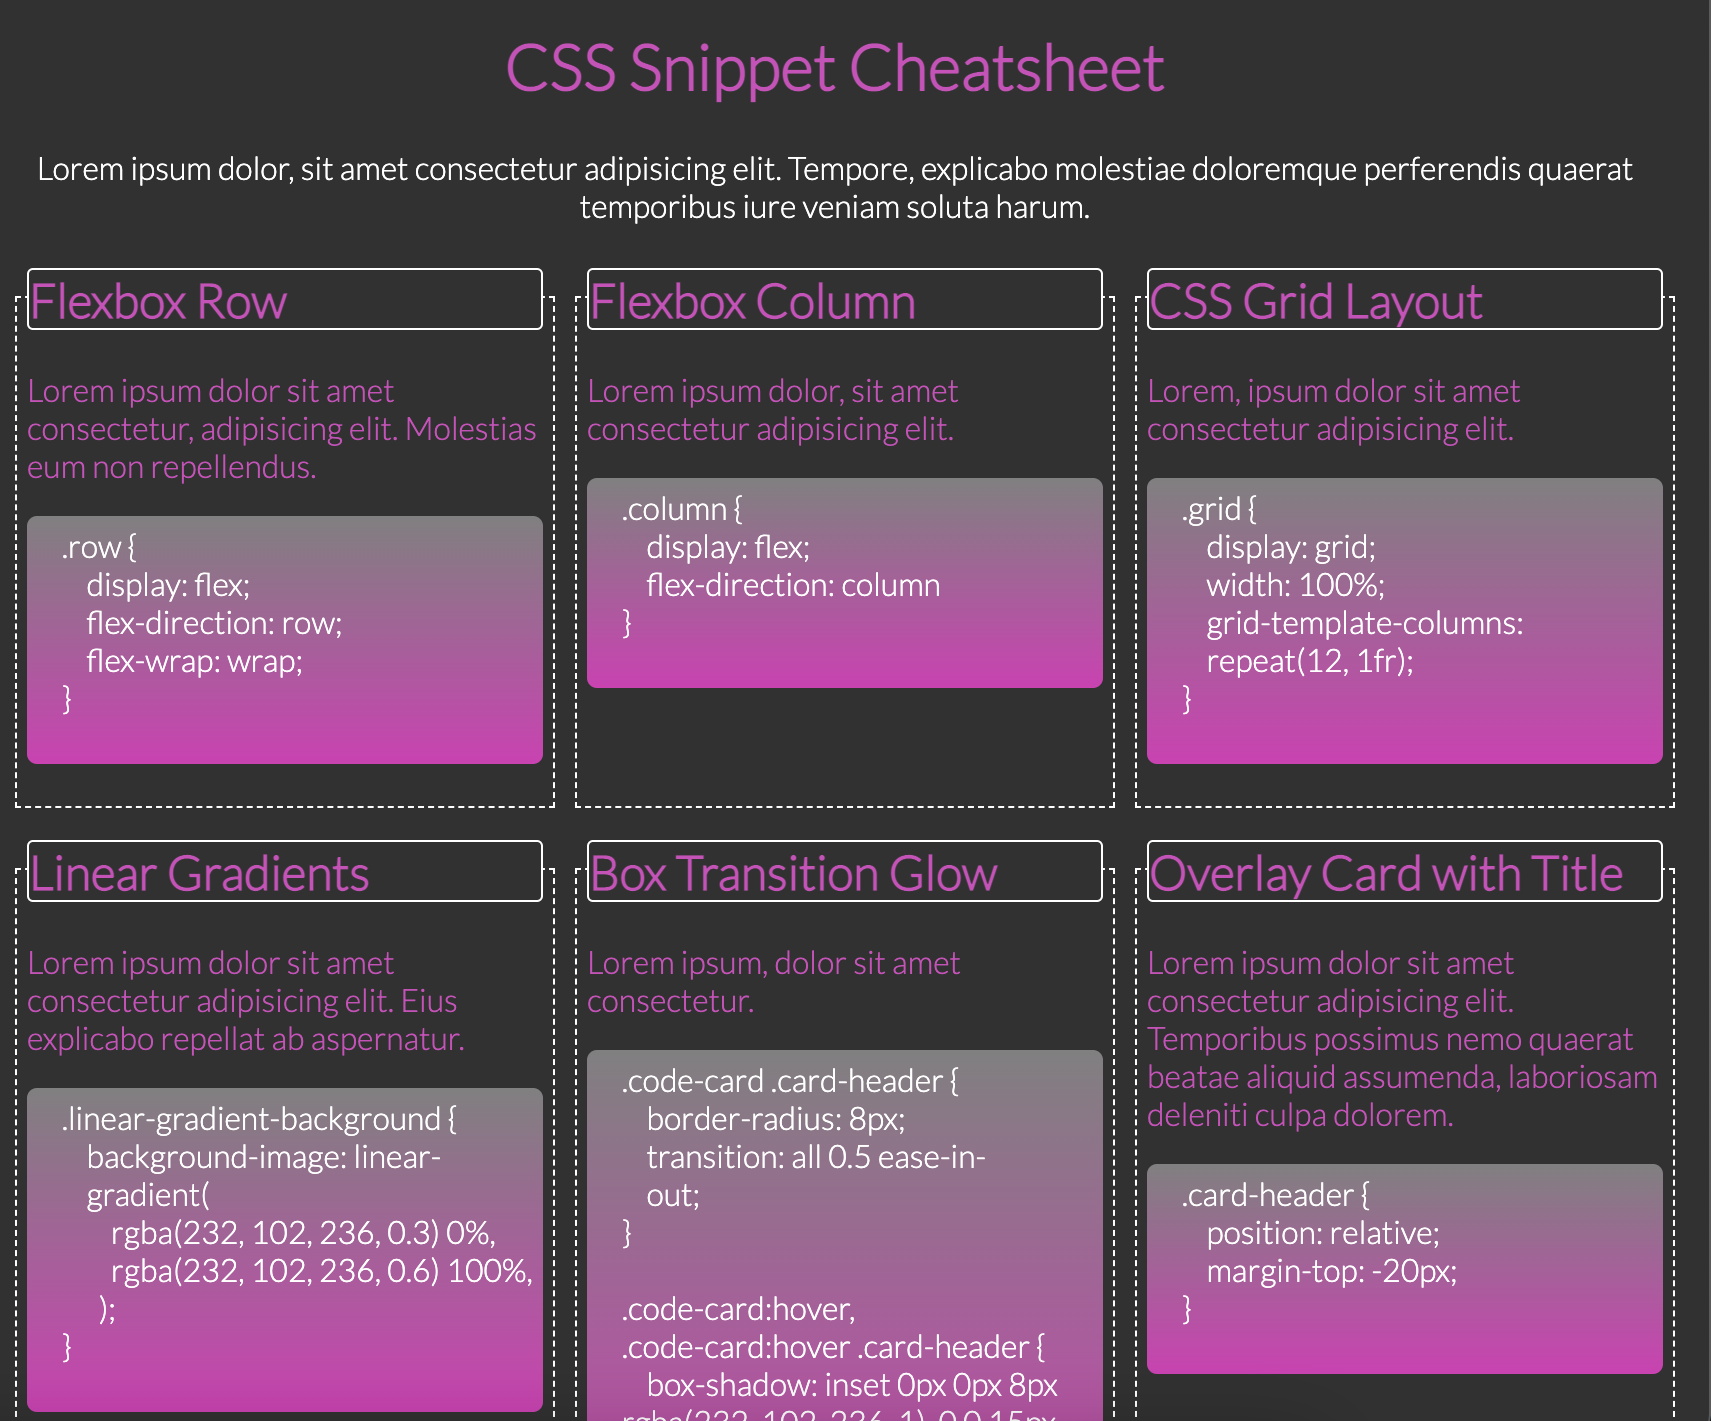 CSS Snippet Cheatsheet
Lorem ipsum dolor, sit amet consectetur adipisicing elit. Tempore, explicabo molestiae doloremque perferendis quaerat
temporibus iure veniam soluta harum.
Flexbox Row
Lorem ipsum dolor sit amet
consectetur, adipisicing elit. Molestias
eum non repellendus.
.row {
display: flex;
flex-direction: row;
flex-wrap: wrap;
}
Flexbox Column
Lorem ipsum dolor, sit amet
consectetur adipisicing elit.
.column {
display: flex;
flex-direction: column
}
CSS Grid Layout
Lorem, ipsum dolor sit amet
consectetur adipisicing elit.
.grid {
display: grid;
width: 100%;
grid-template-columns:
repeat(12, 1fr);
}
Linear Gradients
Lorem ipsum dolor sit amet
consectetur adipisicing elit. Eius
explicabo repellat ab aspernatur.
.linear-gradient-background {
background-image: linear-
gradient(
rgba(232, 102, 236, 0.3) 0%,
rgba(232, 102, 236, 0.6) 100%,
);
}
Box Transition Glow
Lorem ipsum, dolor sit amet
consectetur.
.code-card .card-header {
border-radius: 8px;
transition: all 0.5 ease-in-
out;
}
.code-card:hover,
.code-card:hover .card-header {
box-shadow: inset 0px 0px 8px
rgba(232, 102, 236, 1), 0 0 15px
Overlay Card with Title
Lorem ipsum dolor sit amet
consectetur adipisicing elit.
Temporibus possimus nemo quaerat
beatae aliquid assumenda, laboriosam
deleniti culpa dolorem.
.card-header {
position: relative;
margin-top: -20px;
}